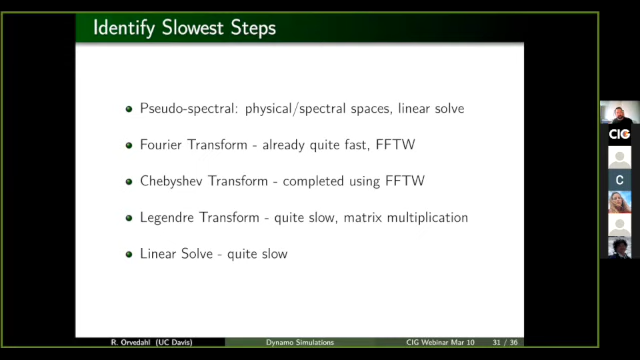 Identify Slowest Steps
Pseudo-spectral: physical/spectral spaces, linear solve
Fourier Transform - already quite fast, FFTW
Chebyshev Transform - completed using FFTW
Legendre Transform - quite slow, matrix multiplication
Linear Solve - quite slow
R. Orvedahl (UC Davis) Dynamo Simulations CIG Webinar Mar 10 31 / 36
CIG
C